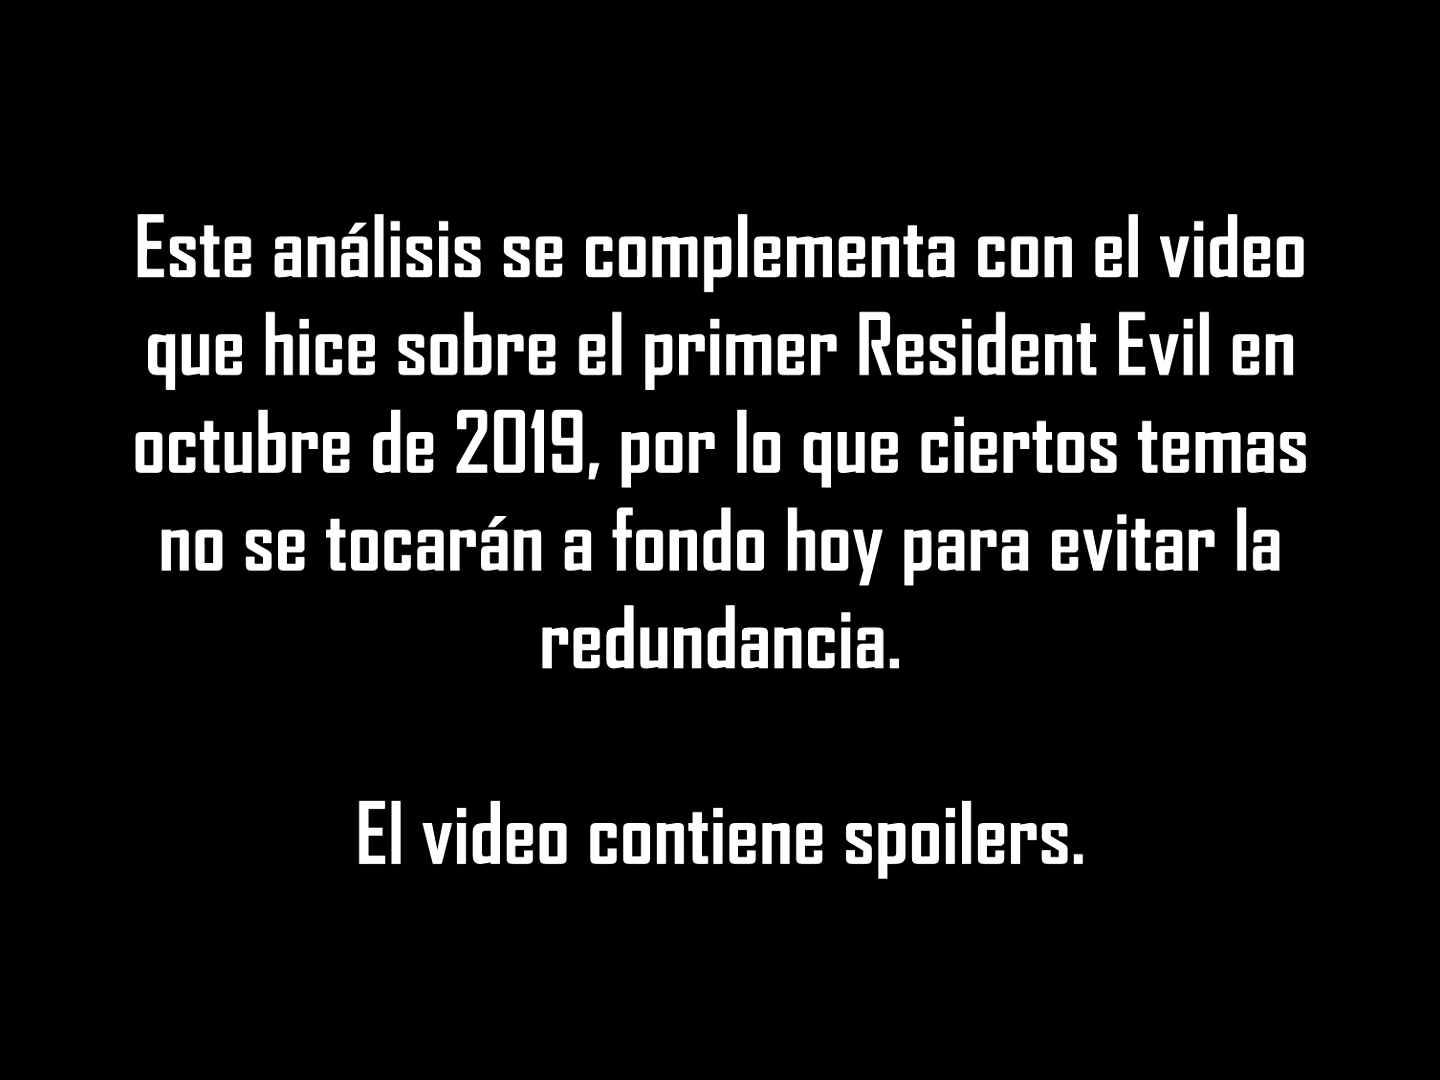 Este análisis se complementa con el video
que hice sobre el primer Resident Evil en
octubre de 2019, por lo que ciertos temas
no se tocarán a fondo hoy para evitar la
redundancia.
El video contiene spoilers.